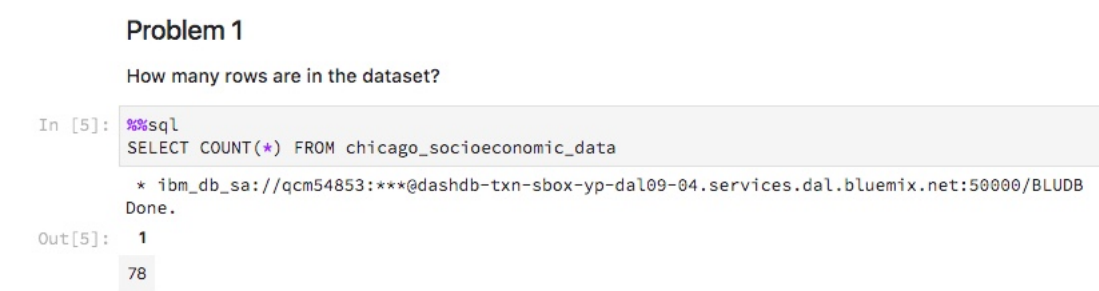 Problem 1
How many rows are in the dataset?
In [5]: %%sql
SELECT COUNT(*) FROM chicago_socioeconomic_data
* ibm_db_sa://qcm54853:***@dashdb-txn-sbox-yp-dal09-04.services.dal.bluemix.net:50000/BLUDB
Done.
Out[5]: 1
78